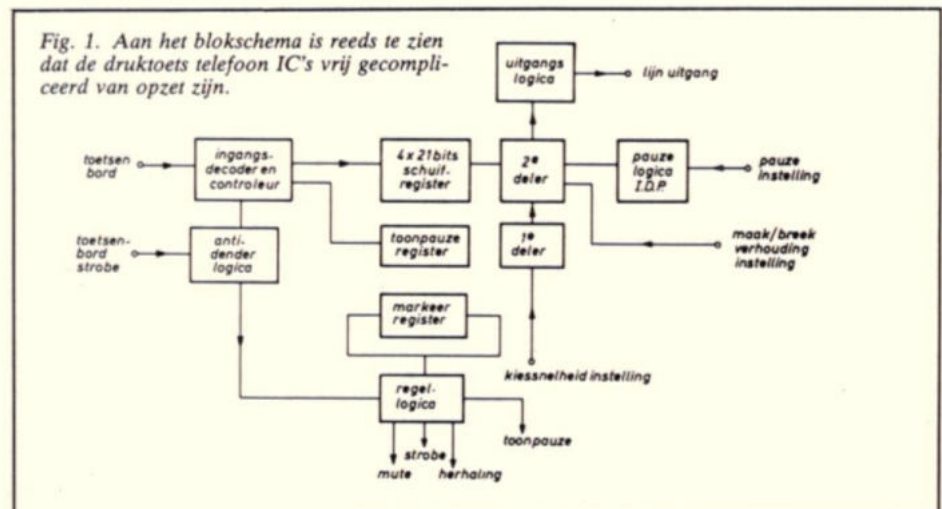 Fig. 1. Aan het blokschema is reeds te zien
dat de druktoets telefoon IC's vrij gecompli-
ceerd van opzet zijn.
uitgangs
logica
lijn uitgang
toetsen
bord
ingangs-
decoder en
controleur
4 x 21 bits
schuif-
register
2e
deler
pauze
logica
I.D.P.
pauze
instelling
toetsen-
bord
strobe
anti-
dender
logica
toonpauze
register
1e
deler
maak/breek
verhouding
instelling
markeer
register
kiessnelheid instelling
regel-
logica
toonpauze
strobe
mute
herhaling